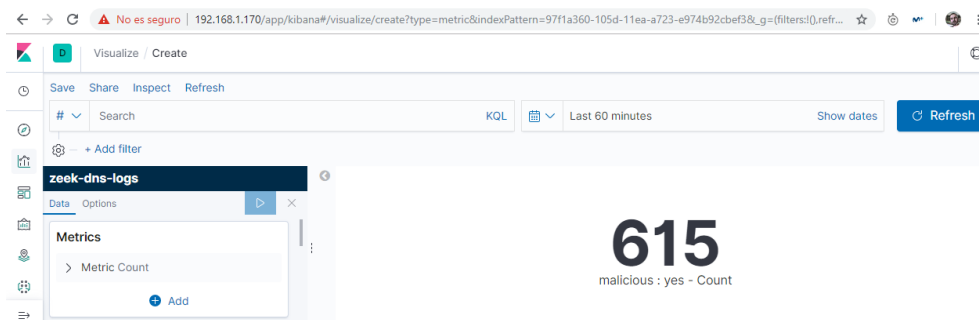 No es seguro | 192.168.1.170/app/kibana#/visualize/create?type=metric&indexPattern=97f1a360-105d-11ea-a723-e974b92cbef3&_g=(filters:!(),refr...
D Visualize / Create
Save Share Inspect Refresh
# Search KQL Last 60 minutes Show dates Refresh
+ Add filter
zeek-dns-logs
Data Options
Metrics
Metric Count
Add
615
malicious : yes - Count